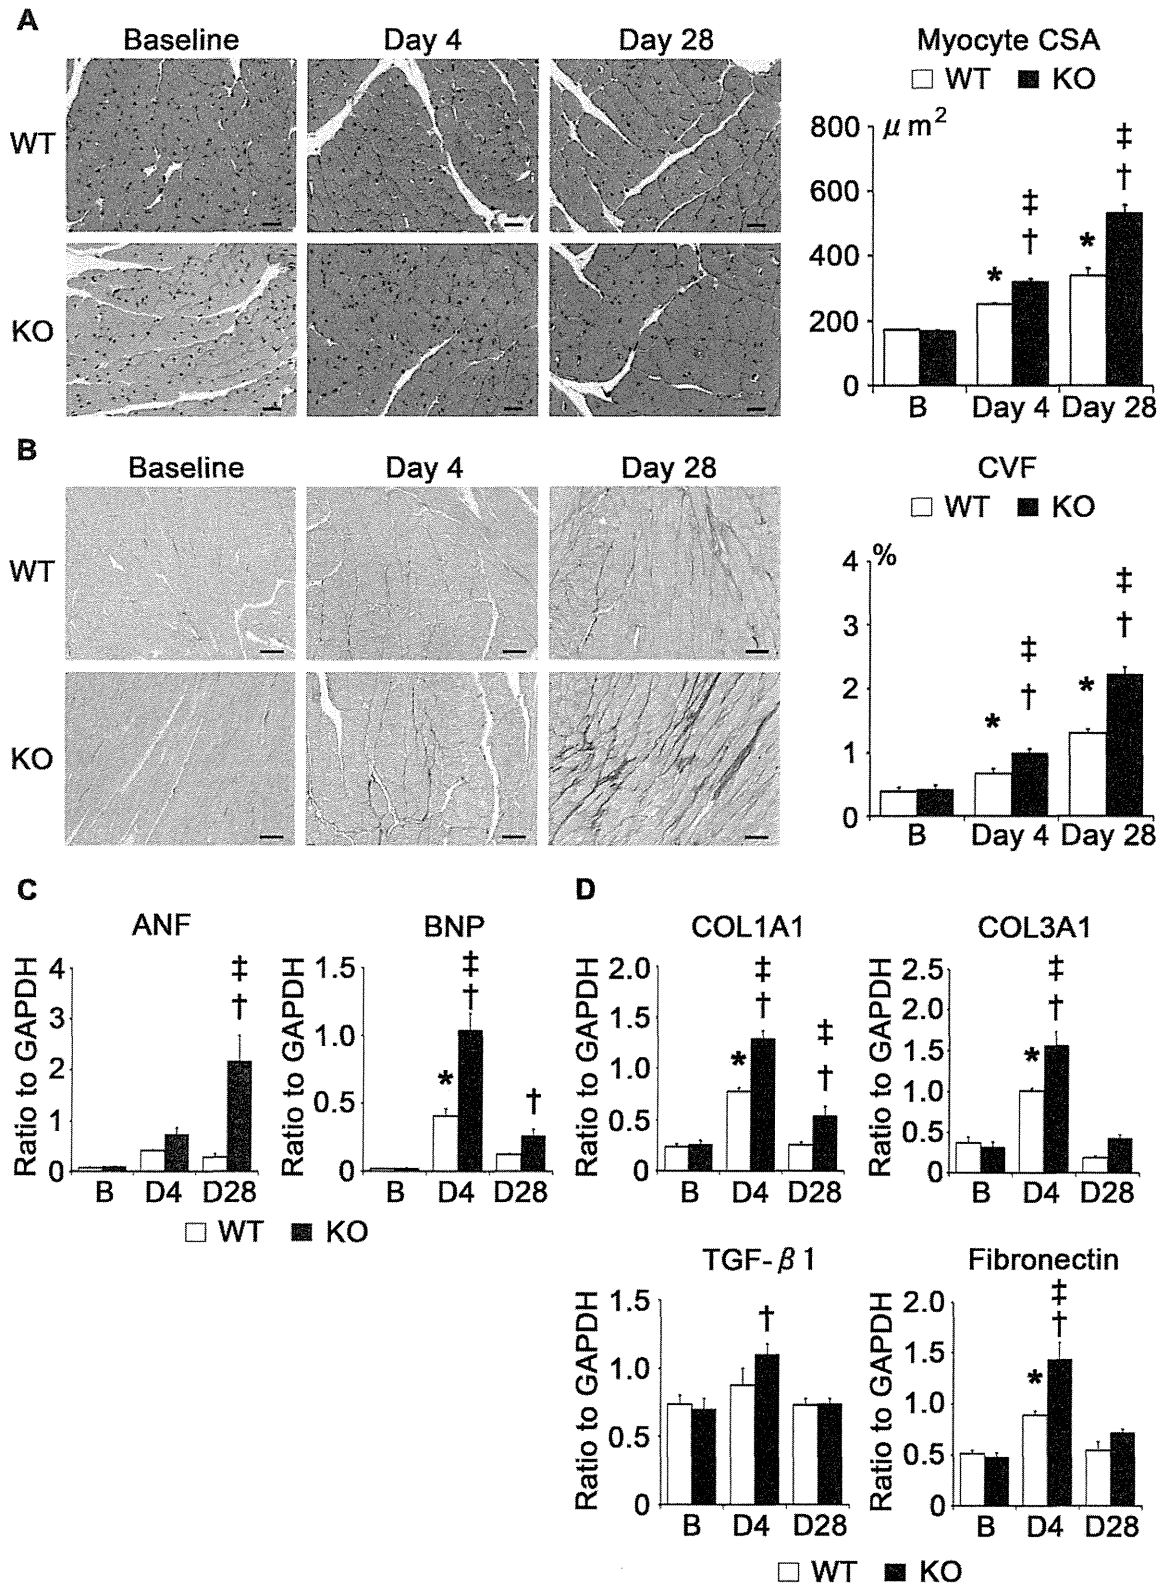 A
Baseline Day 4 Day 28 Myocyte CSA
WT KO
WT
KO
μm²
800
600
400
200
0
* † ‡ * † ‡
B Day 4 Day 28
B
Baseline Day 4 Day 28 CVF
WT KO
WT
KO
%
4
3
2
1
0
* † ‡ * † ‡
B Day 4 Day 28
C
ANF
Ratio to GAPDH
4
3
2
1
0
† ‡
B D4 D28
BNP
Ratio to GAPDH
1.5
1.0
0.5
0
* † ‡ †
B D4 D28
WT KO
D
COL1A1
Ratio to GAPDH
2.0
1.5
1.0
0.5
0
* † ‡ † ‡
B D4 D28
COL3A1
Ratio to GAPDH
2.5
2.0
1.5
1.0
0.5
0
* † ‡
B D4 D28
TGF-β1
Ratio to GAPDH
1.5
1.0
0.5
0
†
B D4 D28
Fibronectin
Ratio to GAPDH
2.0
1.5
1.0
0.5
0
* † ‡
B D4 D28
WT KO